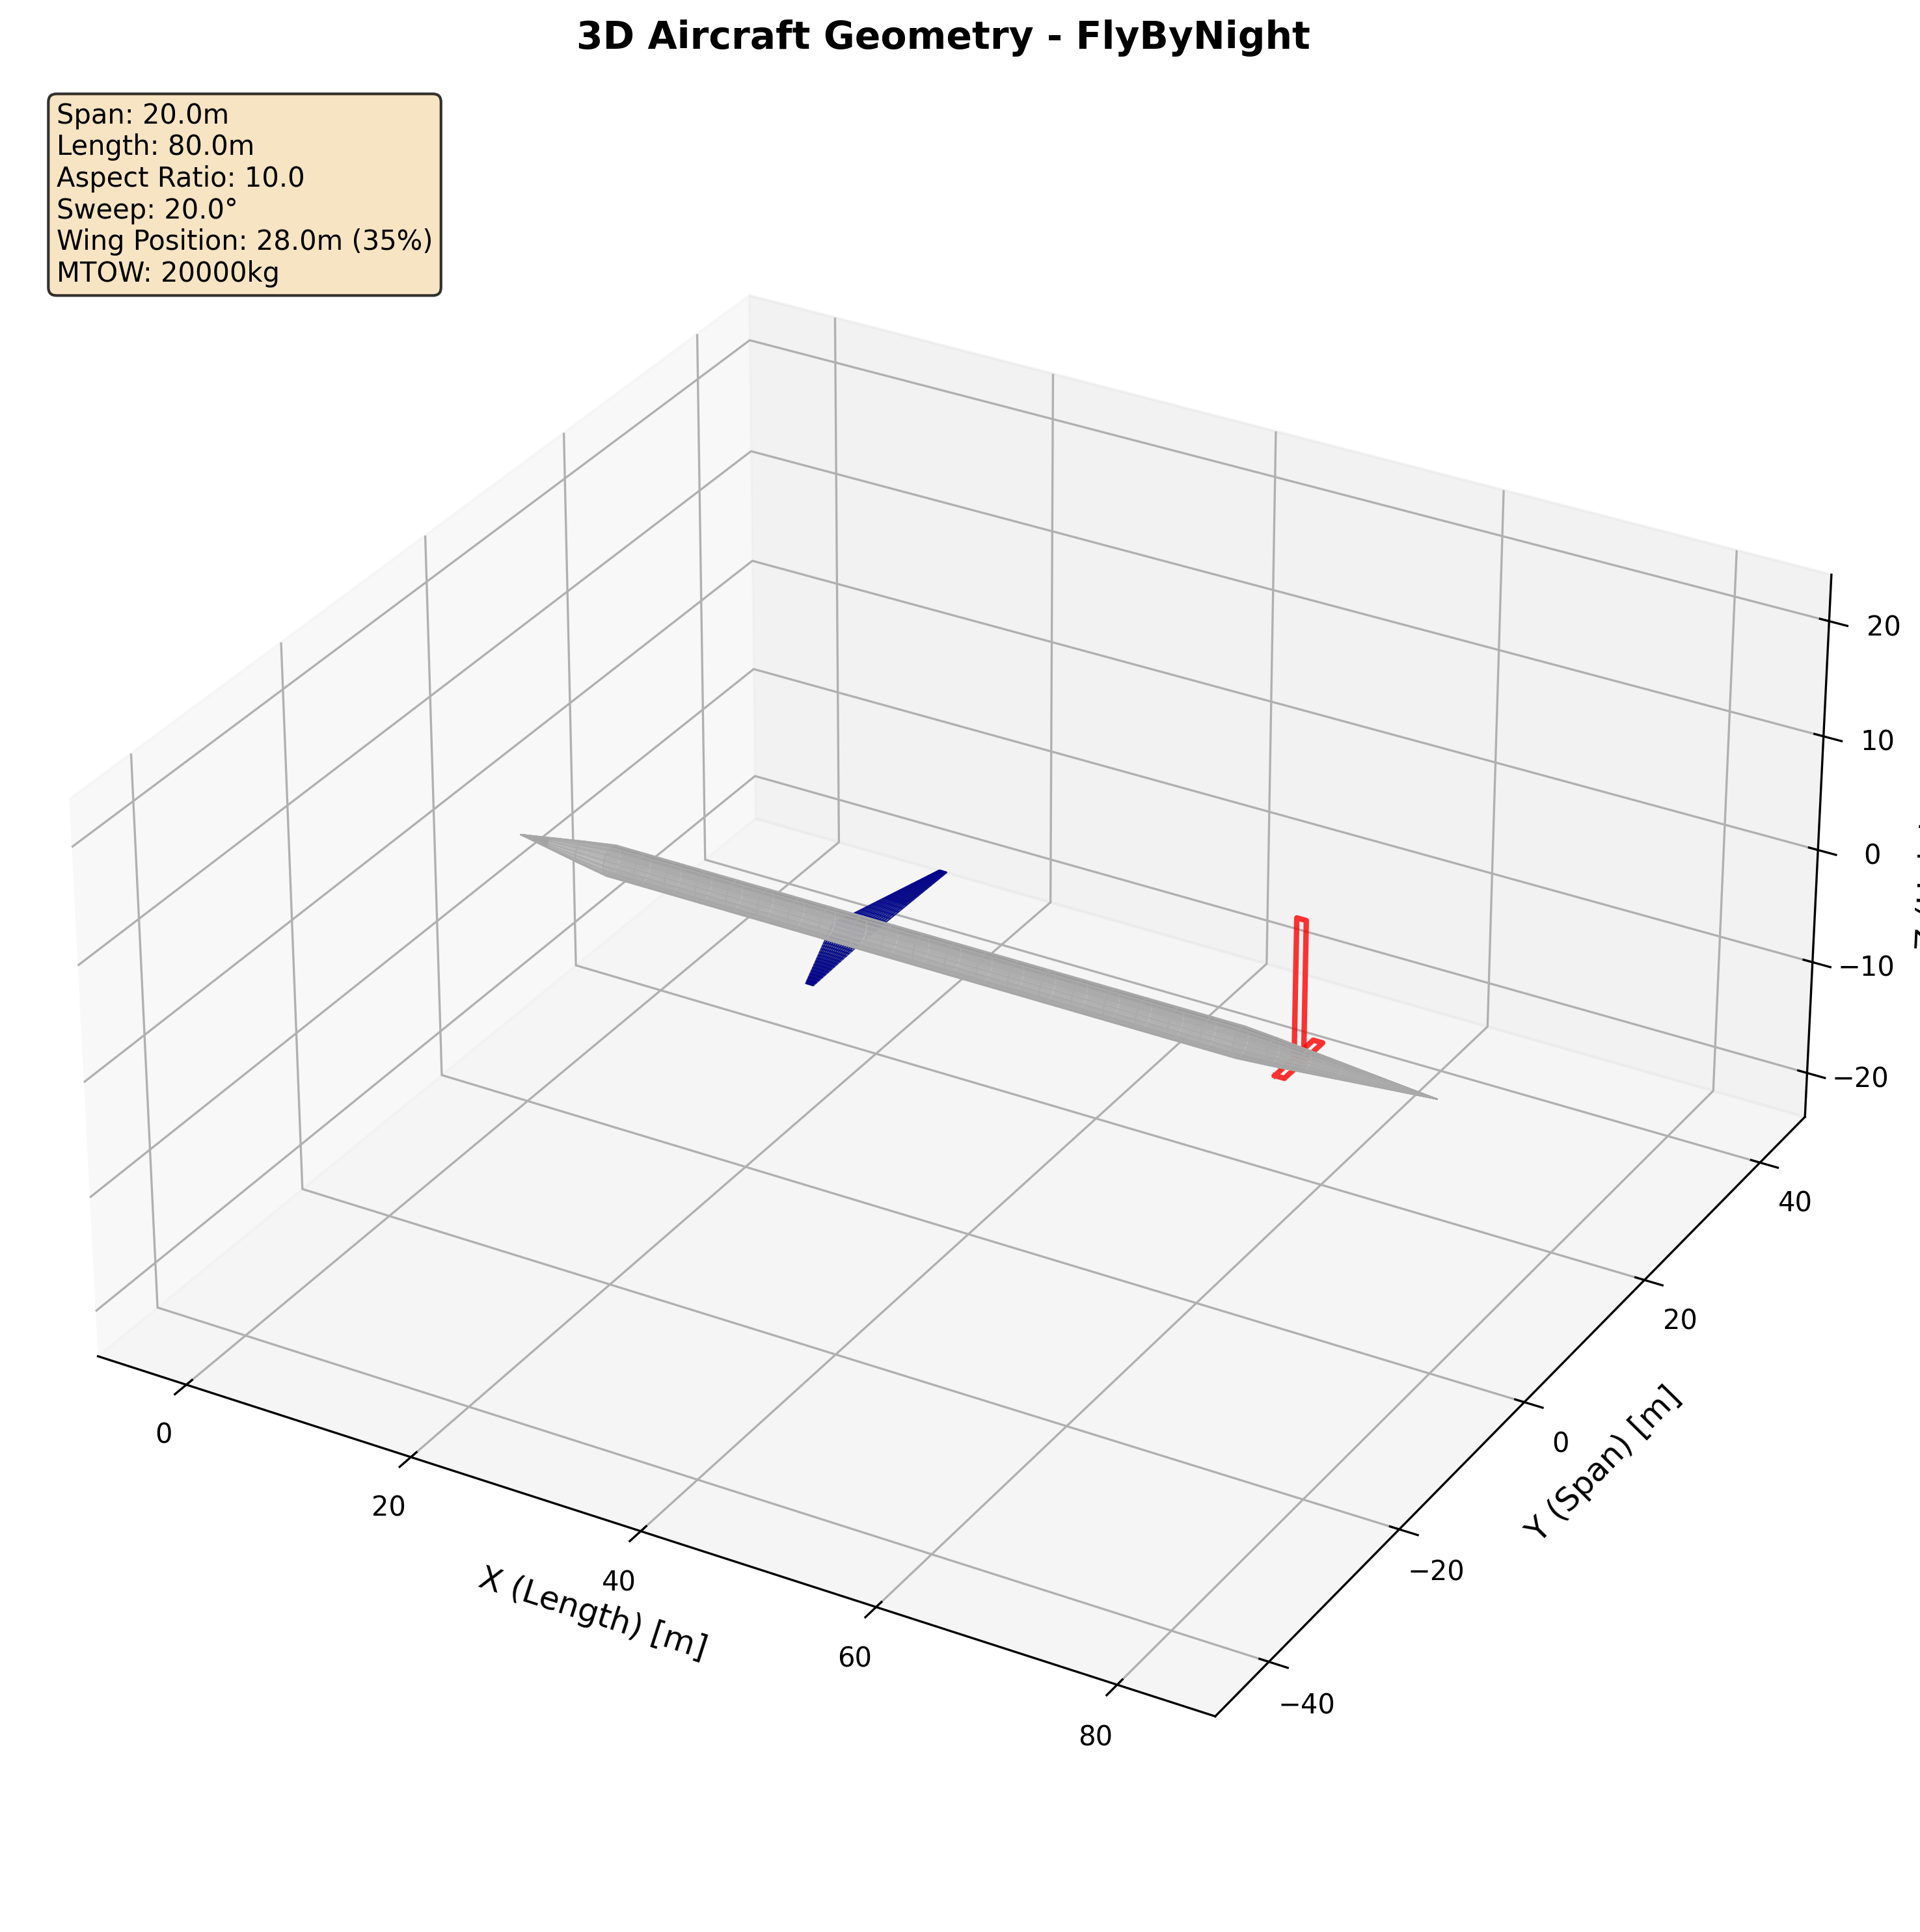 3D Aircraft Geometry - FlyByNight
Span: 20.0m
Length: 80.0m
Aspect Ratio: 10.0
Sweep: 20.0°
Wing Position: 28.0m (35%)
MTOW: 20000kg
20
10
0
−10
−20
40
20
0
−20
−40
Y (Span) [m]
0
20
40
60
80
X (Length) [m]